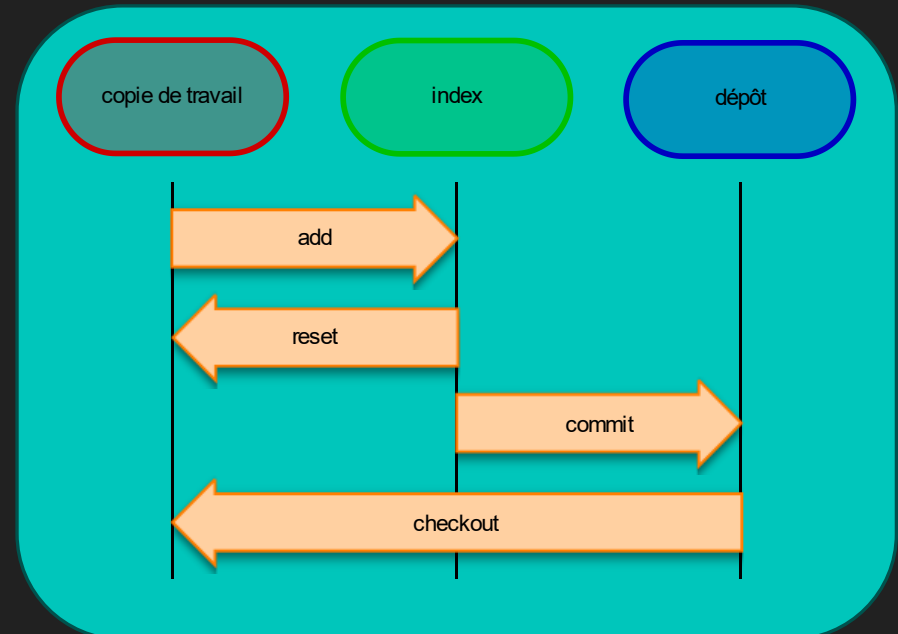 copie de travail
index
dépôt
add
reset
commit
checkout